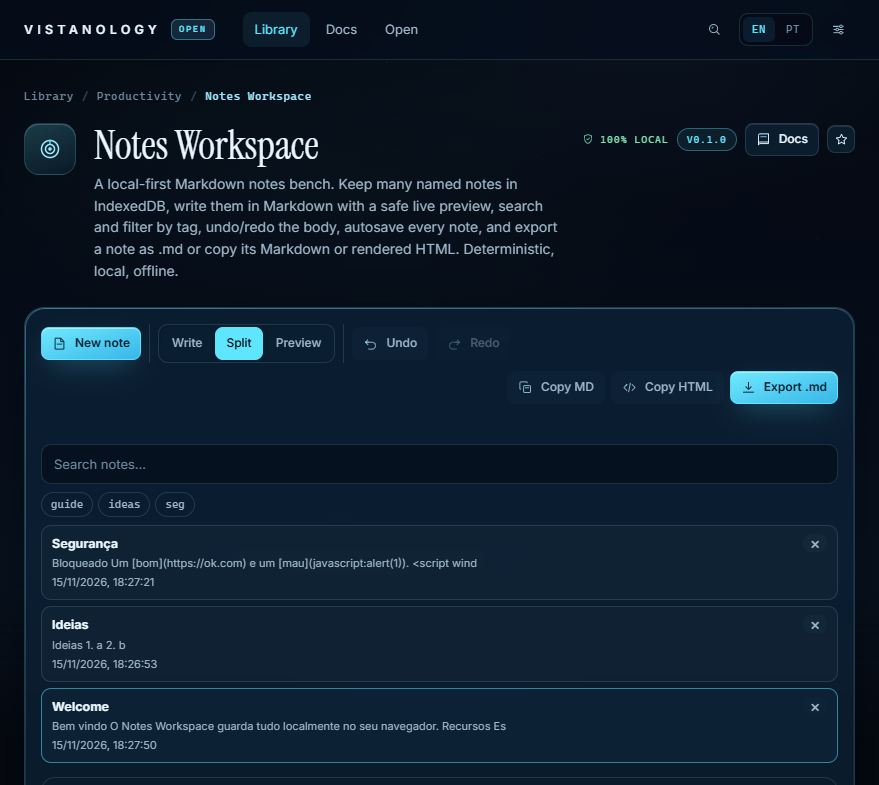 VISTANOLOGY OPEN Library Docs Open EN PT
Library / Productivity / Notes Workspace
Notes Workspace
100% LOCAL V0.1.0 Docs
A local-first Markdown notes bench. Keep many named notes in
IndexedDB, write them in Markdown with a safe live preview, search
and filter by tag, undo/redo the body, autosave every note, and export
a note as .md or copy its Markdown or rendered HTML. Deterministic,
local, offline.
New note Write Split Preview Undo Redo
Copy MD Copy HTML Export .md
Search notes...
guide ideas seg
Segurança
Bloqueado Um [bom](https://ok.com) e um [mau](javascript:alert(1)). <script wind
15/11/2026, 18:27:21
Ideias
Ideias 1. a 2. b
15/11/2026, 18:26:53
Welcome
Bem vindo O Notes Workspace guarda tudo localmente no seu navegador. Recursos Es
15/11/2026, 18:27:50